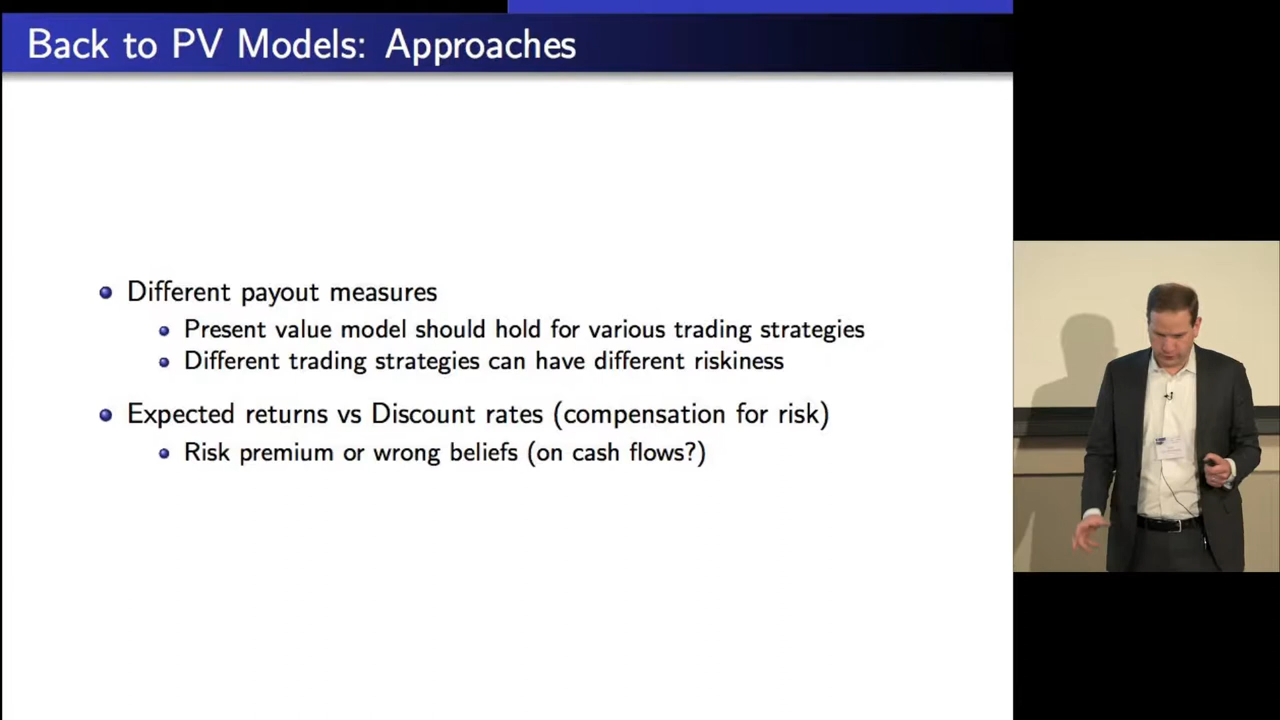 Back to PV Models: Approaches
Different payout measures
Present value model should hold for various trading strategies
Different trading strategies can have different riskiness
Expected returns vs Discount rates (compensation for risk)
Risk premium or wrong beliefs (on cash flows?)